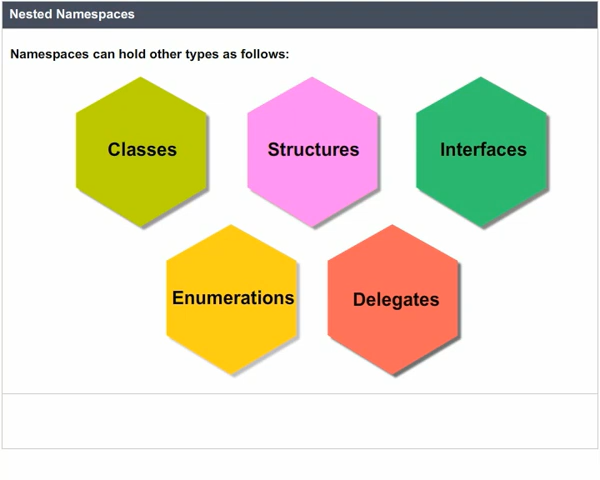 Nested Namespaces
Namespaces can hold other types as follows:
Classes
Structures
Interfaces
Enumerations
Delegates